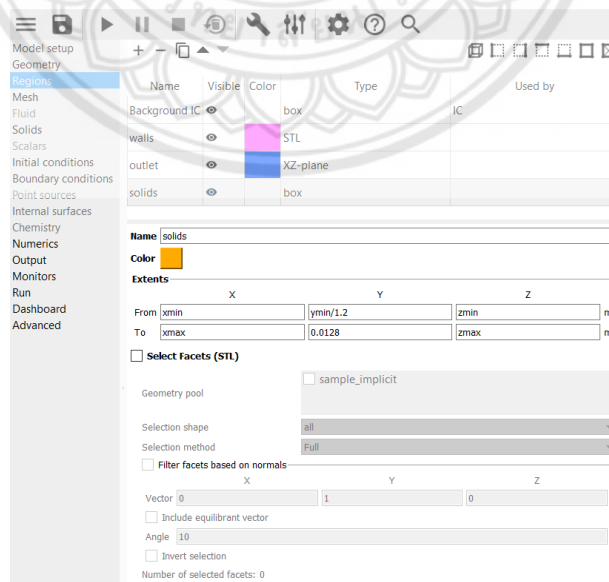 Model setup
Geometry
Regions
Mesh
Fluid
Solids
Scalars
Initial conditions
Boundary conditions
Point sources
Internal surfaces
Chemistry
Numerics
Output
Monitors
Run
Dashboard
Advanced
Name Visible Color Type Used by
Background IC box IC
walls STL
outlet XZ-plane
solids box
Name solids
Color
Extents
X Y Z
From xmin ymin/1.2 zmin m
To xmax 0.0128 zmax m
Select Facets (STL)
Geometry pool sample_implicit
Selection shape all
Selection method Full
Filter facets based on normals
X Y Z
Vector 0 1 0
Include equilibrant vector
Angle 10
Invert selection
Number of selected facets: 0